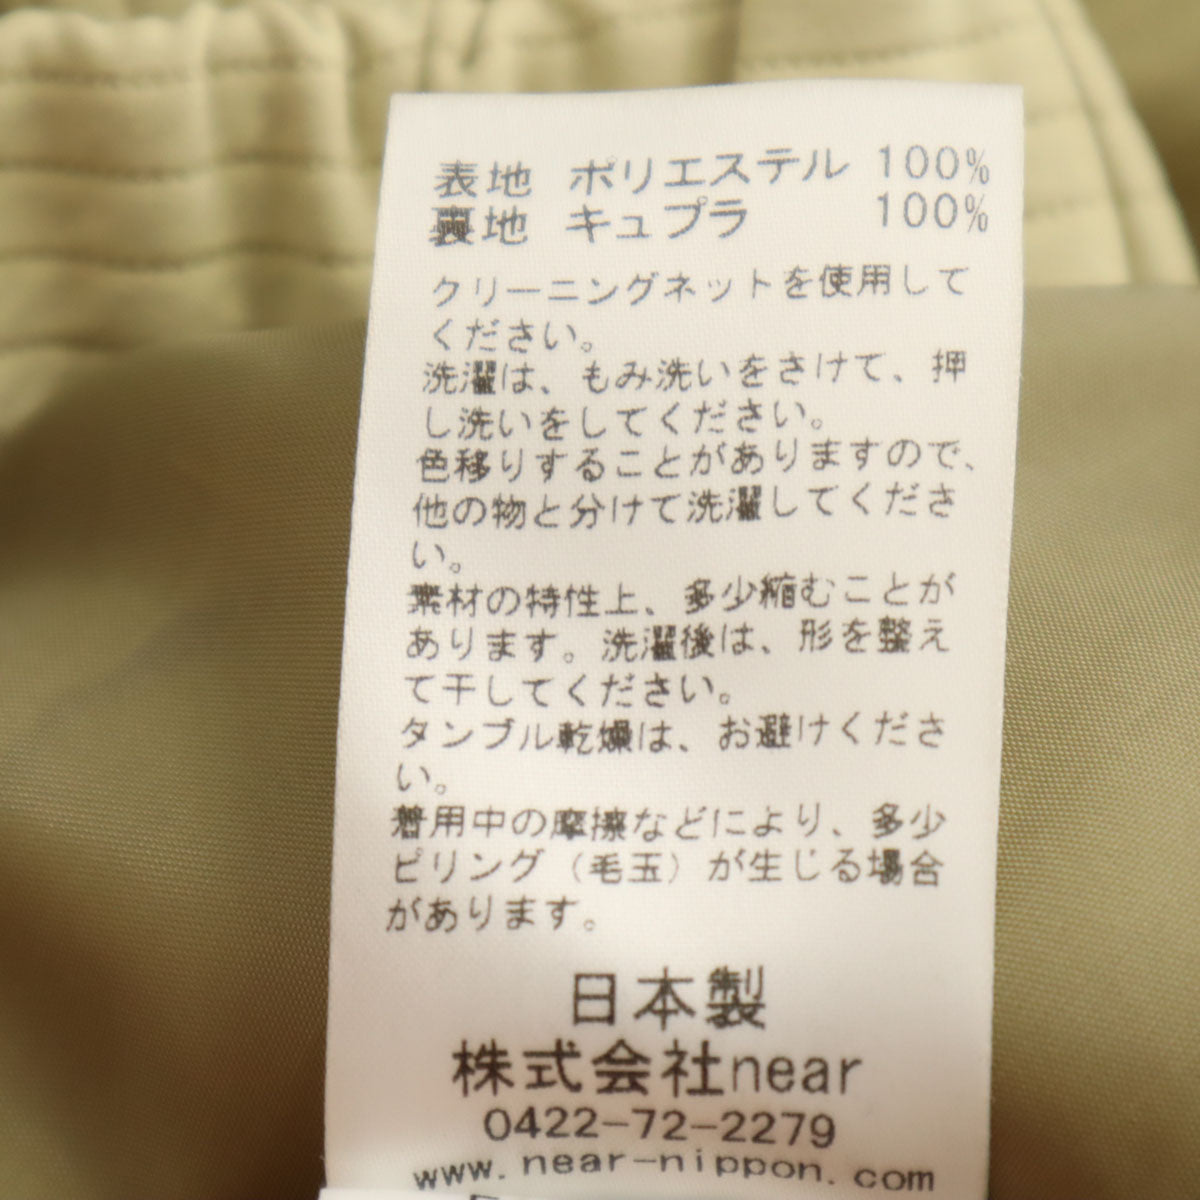 表地 ポリエステル 100%
裏地 キュプラ 100%
クリーニングネットを使用して
ください。
洗濯は、もみ洗いをさけて、押
し洗いをしてください。
色移りすることがありますので、
他の物と分けて洗濯してくださ
い。
素材の特性上、多少縮むことが
あります。洗濯後は、形を整え
て干してください。
タンブル乾燥は、お避けくださ
い。
着用中の摩擦などにより、多少
ピリング（毛玉）が生じる場合
があります。
日本製
株式会社near
0422-72-2279
www.near-nippon.com